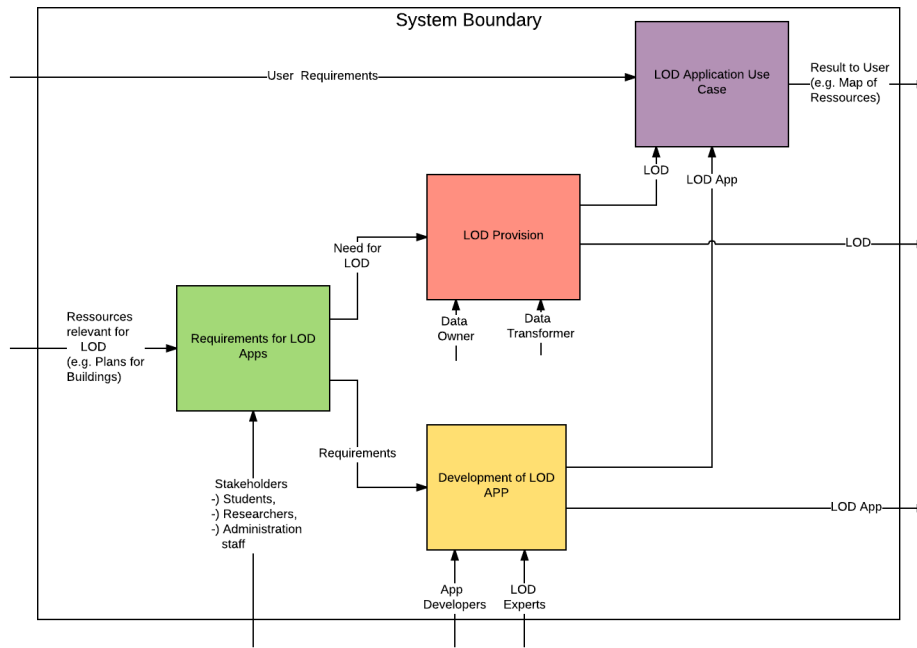 System Boundary
User Requirements
LOD Application Use
Case
Result to User
(e.g. Map of
Ressources)
LOD
LOD App
LOD Provision
Need for
LOD
LOD
Data
Owner
Data
Transformer
Ressources
relevant for
LOD
(e.g. Plans for
Buildings)
Requirements for LOD
Apps
Requirements
Development of LOD
APP
LOD App
Stakeholders
-) Students,
-) Researchers,
-) Administration
staff
App
Developers
LOD
Experts